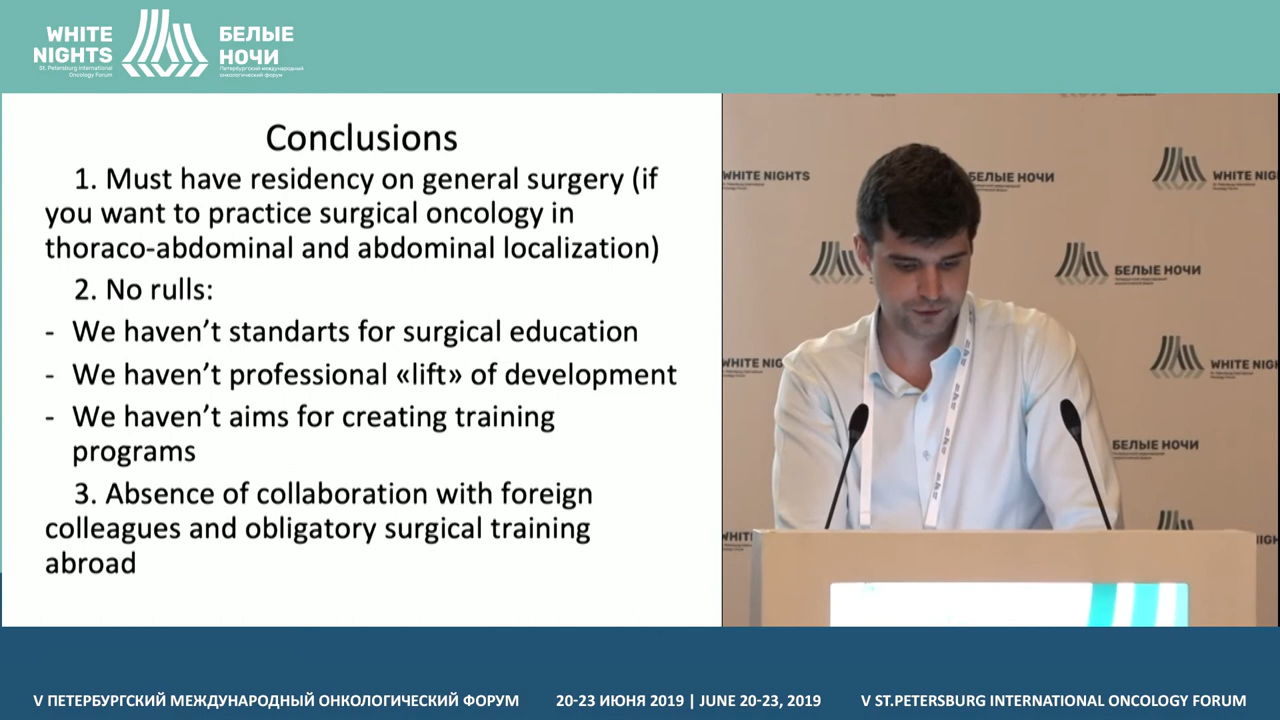 WHITE
NIGHTS
St. Petersburg International
Oncology Forum
БЕЛЫЕ
НОЧИ
Петербургский международный
онкологический форум
Conclusions
1. Must have residency on general surgery (if
you want to practice surgical oncology in
thoraco-abdominal and abdominal localization)
2. No rulls:
- We haven’t standarts for surgical education
- We haven’t professional «lift» of development
- We haven’t aims for creating training
programs
3. Absence of collaboration with foreign
colleagues and obligatory surgical training
abroad
WHITE NIGHTS
БЕЛЫЕ НОЧИ
WHITE NIG
БЕЛЫЕ НОЧИ
WHITE NIG
WHITE NIG
БЕЛЫЕ НОЧИ
V ПЕТЕРБУРГСКИЙ МЕЖДУНАРОДНЫЙ ОНКОЛОГИЧЕСКИЙ ФОРУМ
20-23 ИЮНЯ 2019 | JUNE 20-23, 2019
V ST.PETERSBURG INTERNATIONAL ONCOLOGY FORUM